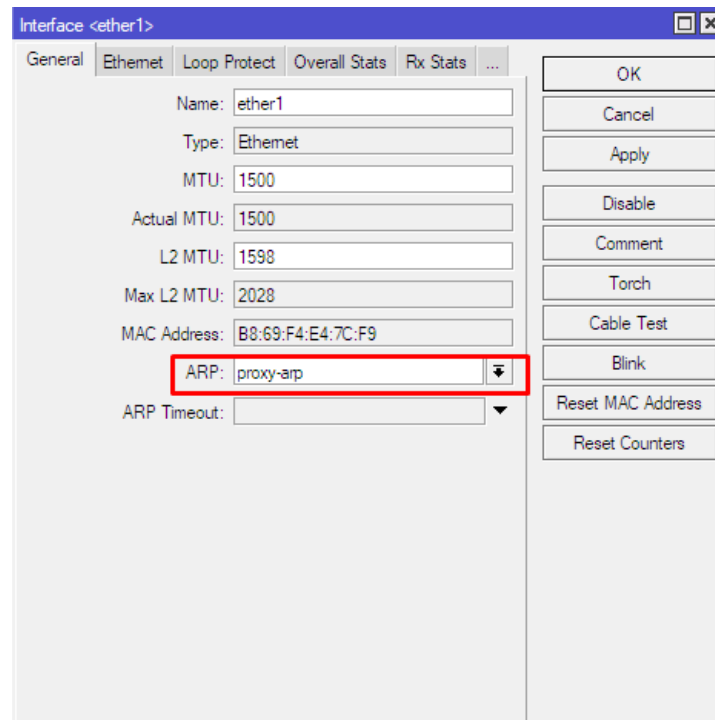 Interface <ether1>
General Ethernet Loop Protect Overall Stats Rx Stats ...
Name: ether1
Type: Ethernet
MTU: 1500
Actual MTU: 1500
L2 MTU: 1598
Max L2 MTU: 2028
MAC Address: B8:69:F4:E4:7C:F9
ARP: proxy-arp
ARP Timeout:
OK
Cancel
Apply
Disable
Comment
Torch
Cable Test
Blink
Reset MAC Address
Reset Counters